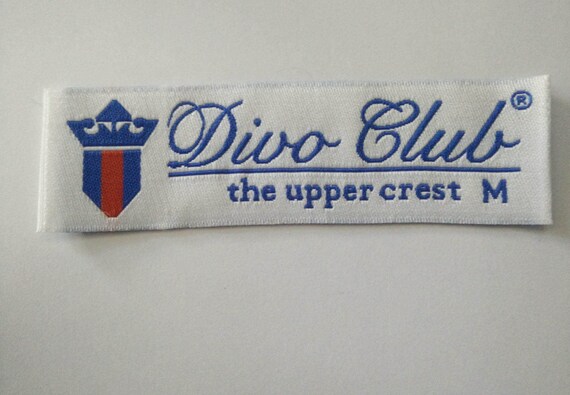 Divo Club®
the upper crest M